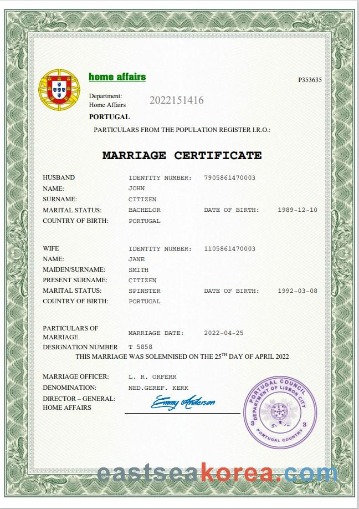 home affairs
P353635
Department:
Home Affairs
2022151416
PORTUGAL
PARTICULARS FROM THE POPULATION REGISTER I.R.O.:
MARRIAGE CERTIFICATE
HUSBAND IDENTITY NUMBER: 7905861470003
NAME: JOHN
SURNAME: CITIZEN
MARITAL STATUS: BACHELOR DATE OF BIRTH: 1989-12-10
COUNTRY OF BIRTH: PORTUGAL
WIFE IDENTITY NUMBER: 1105861470003
NAME: JANE
MAIDEN/SURNAME: SMITH
PRESENT SURNAME: CITIZEN
MARITAL STATUS: SPINSTER DATE OF BIRTH: 1992-03-08
COUNTRY OF BIRTH: PORTUGAL
PARTICULARS OF
MARRIAGE MARRIAGE DATE: 2022-04-25
DESIGNATION NUMBER T 5858
THIS MARRIAGE WAS SOLEMNISED ON THE 25TH DAY OF APRIL 2022
MARRIAGE OFFICER: L. R. ORFERR
DENOMINATION: NED.GEREF. KERK
DIRECTOR – GENERAL:
HOME AFFAIRS
Emmy Anderson
PORTUGAL COUNCIL
DEPARTMENT OF LISBON CITY
PORTUGAL COUNTRY
eastseakorea.com